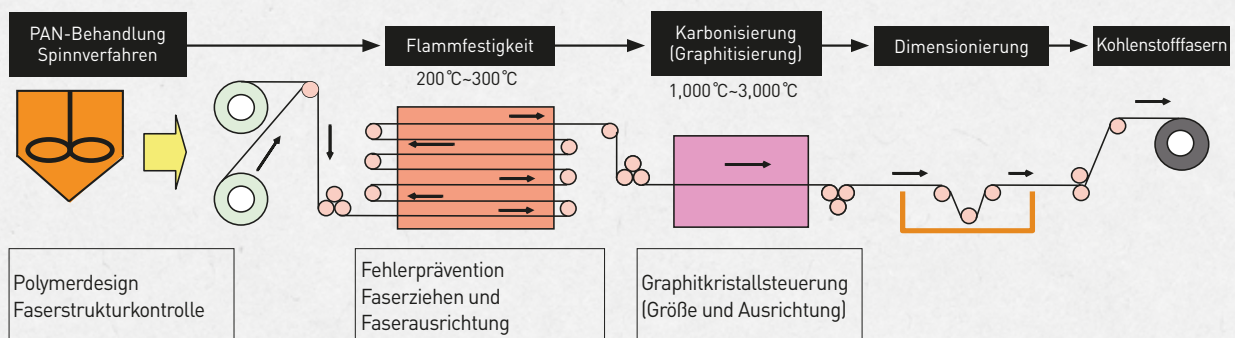 PAN-Behandlung
Spinnverfahren
Flammfestigkeit
Karbonisierung
(Graphitisierung)
Dimensionierung
Kohlenstofffasern
200°C~300°C
1,000°C~3,000°C
Polymerdesign
Faserstrukturkontrolle
Fehlerprävention
Faserziehen und
Faserausrichtung
Graphitkristallsteuerung
(Größe und Ausrichtung)